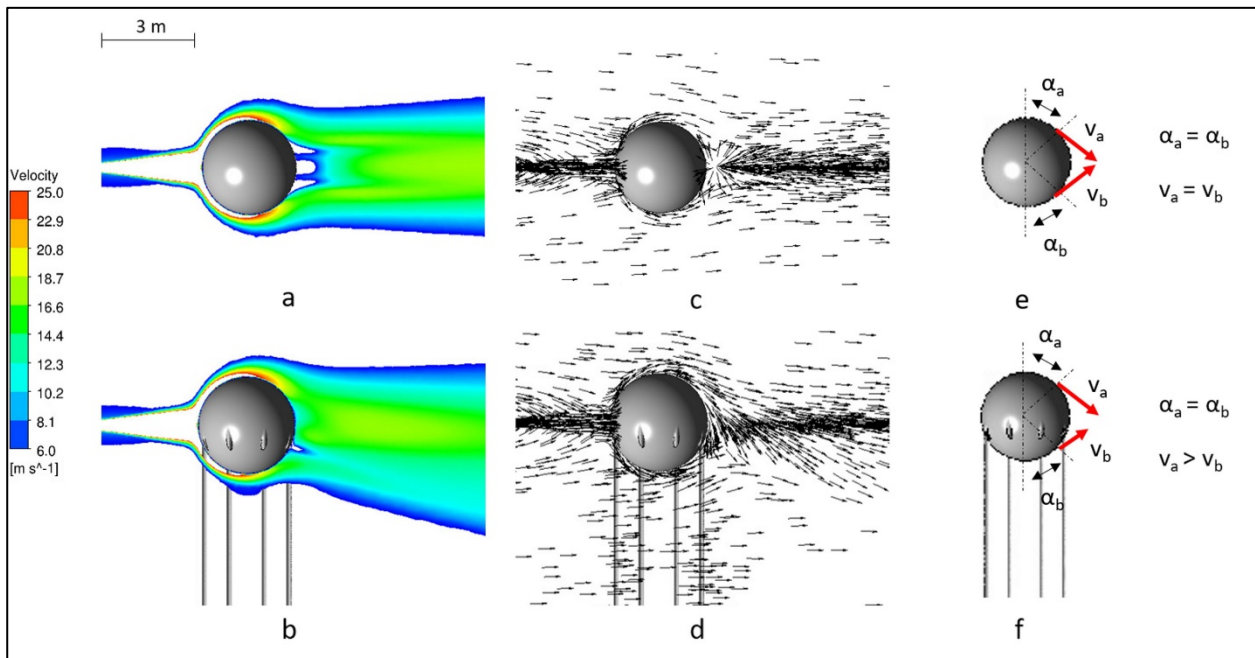 3 m
Velocity
25.0
22.9
20.8
18.7
16.6
14.4
12.3
10.2
8.1
6.0
[m s^-1]
a
c
αa
va
vb
αb
αa = αb
va = vb
e
b
d
αa
va
vb
αb
αa = αb
va > vb
f